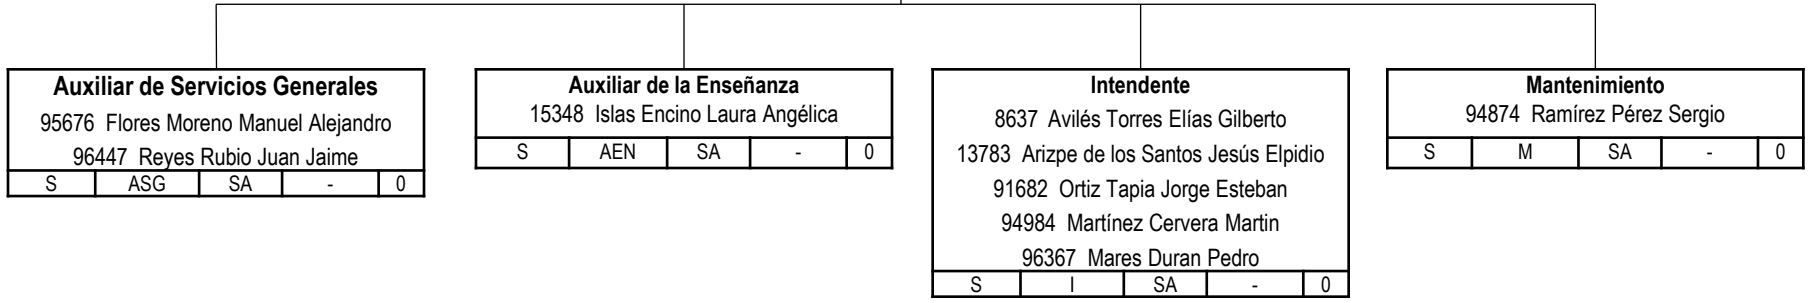 Auxiliar de Servicios Generales
95676 Flores Moreno Manuel Alejandro
96447 Reyes Rubio Juan Jaime
S ASG SA - 0
Auxiliar de la Enseñanza
15348 Islas Encino Laura Angélica
S AEN SA - 0
Intendente
8637 Avilés Torres Elías Gilberto
13783 Arizpe de los Santos Jesús Elpidio
91682 Ortiz Tapia Jorge Esteban
94984 Martínez Cervera Martin
96367 Mares Duran Pedro
S I SA - 0
Mantenimiento
94874 Ramírez Pérez Sergio
S M SA - 0